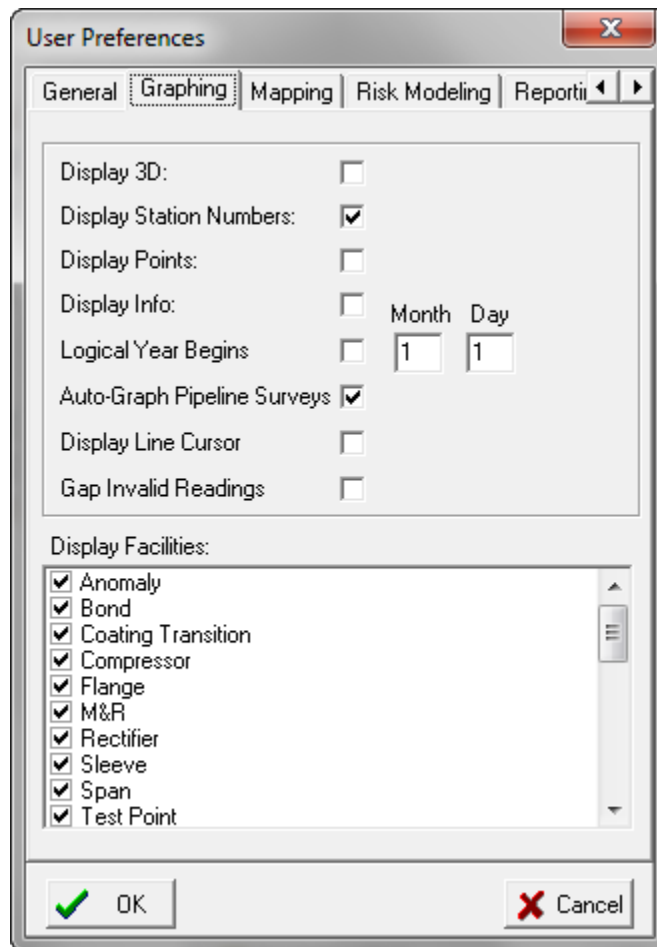 User Preferences
General Graphing Mapping Risk Modeling
Display 3D:
Display Station Numbers:
Display Points:
Display Info:
Month Day
Logical Year Begins 1 1
Auto-Graph Pipeline Surveys
Display Line Cursor
Gap Invalid Readings
Display Facilities:
Anomaly
Bond
Coating Transition
Compressor
Flange
M&R
Rectifier
Sleeve
Span
Test Point
OK Cancel